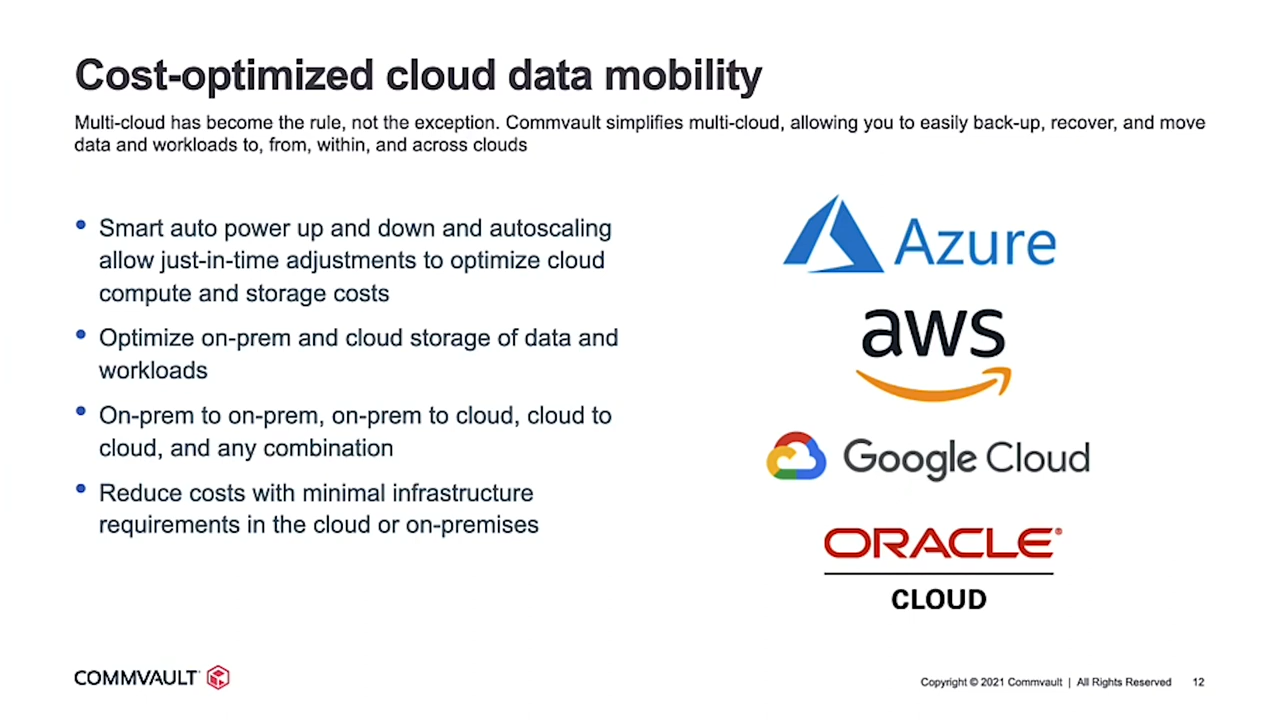 Cost-optimized cloud data mobility
Multi-cloud has become the rule, not the exception. Commvault simplifies multi-cloud, allowing you to easily back-up, recover, and move
data and workloads to, from, within, and across clouds
• Smart auto power up and down and autoscaling
allow just-in-time adjustments to optimize cloud
compute and storage costs
• Optimize on-prem and cloud storage of data and
workloads
• On-prem to on-prem, on-prem to cloud, cloud to
cloud, and any combination
• Reduce costs with minimal infrastructure
requirements in the cloud or on-premises
Azure
aws
Google Cloud
ORACLE®
CLOUD
COMMVAULT
Copyright © 2021 Commvault | All Rights Reserved 12